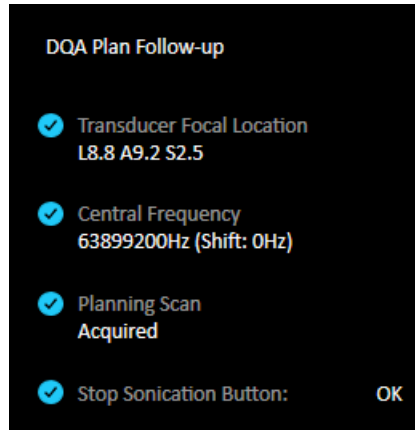 DQA Plan Follow-up
Transducer Focal Location
L8.8 A9.2 S2.5
Central Frequency
63899200Hz (Shift: 0Hz)
Planning Scan
Acquired
Stop Sonication Button: OK